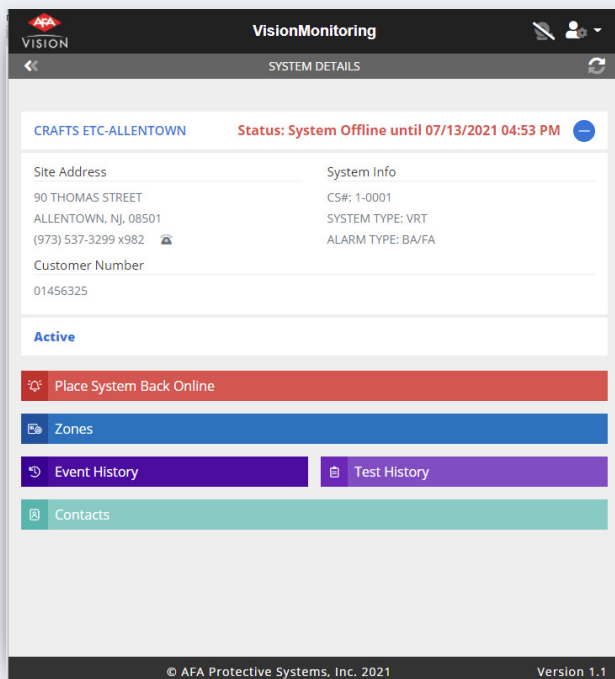 AFA
VISION
VisionMonitoring
SYSTEM DETAILS
CRAFTS ETC-ALLENTOWN
Status: System Offline until 07/13/2021 04:53 PM
Site Address
90 THOMAS STREET
ALLENTOWN, NJ, 08501
(973) 537-3299 x982
Customer Number
01456325
System Info
CS#: 1-0001
SYSTEM TYPE: VRT
ALARM TYPE: BA/FA
Active
Place System Back Online
Zones
Event History
Test History
Contacts
© AFA Protective Systems, Inc. 2021
Version 1.1